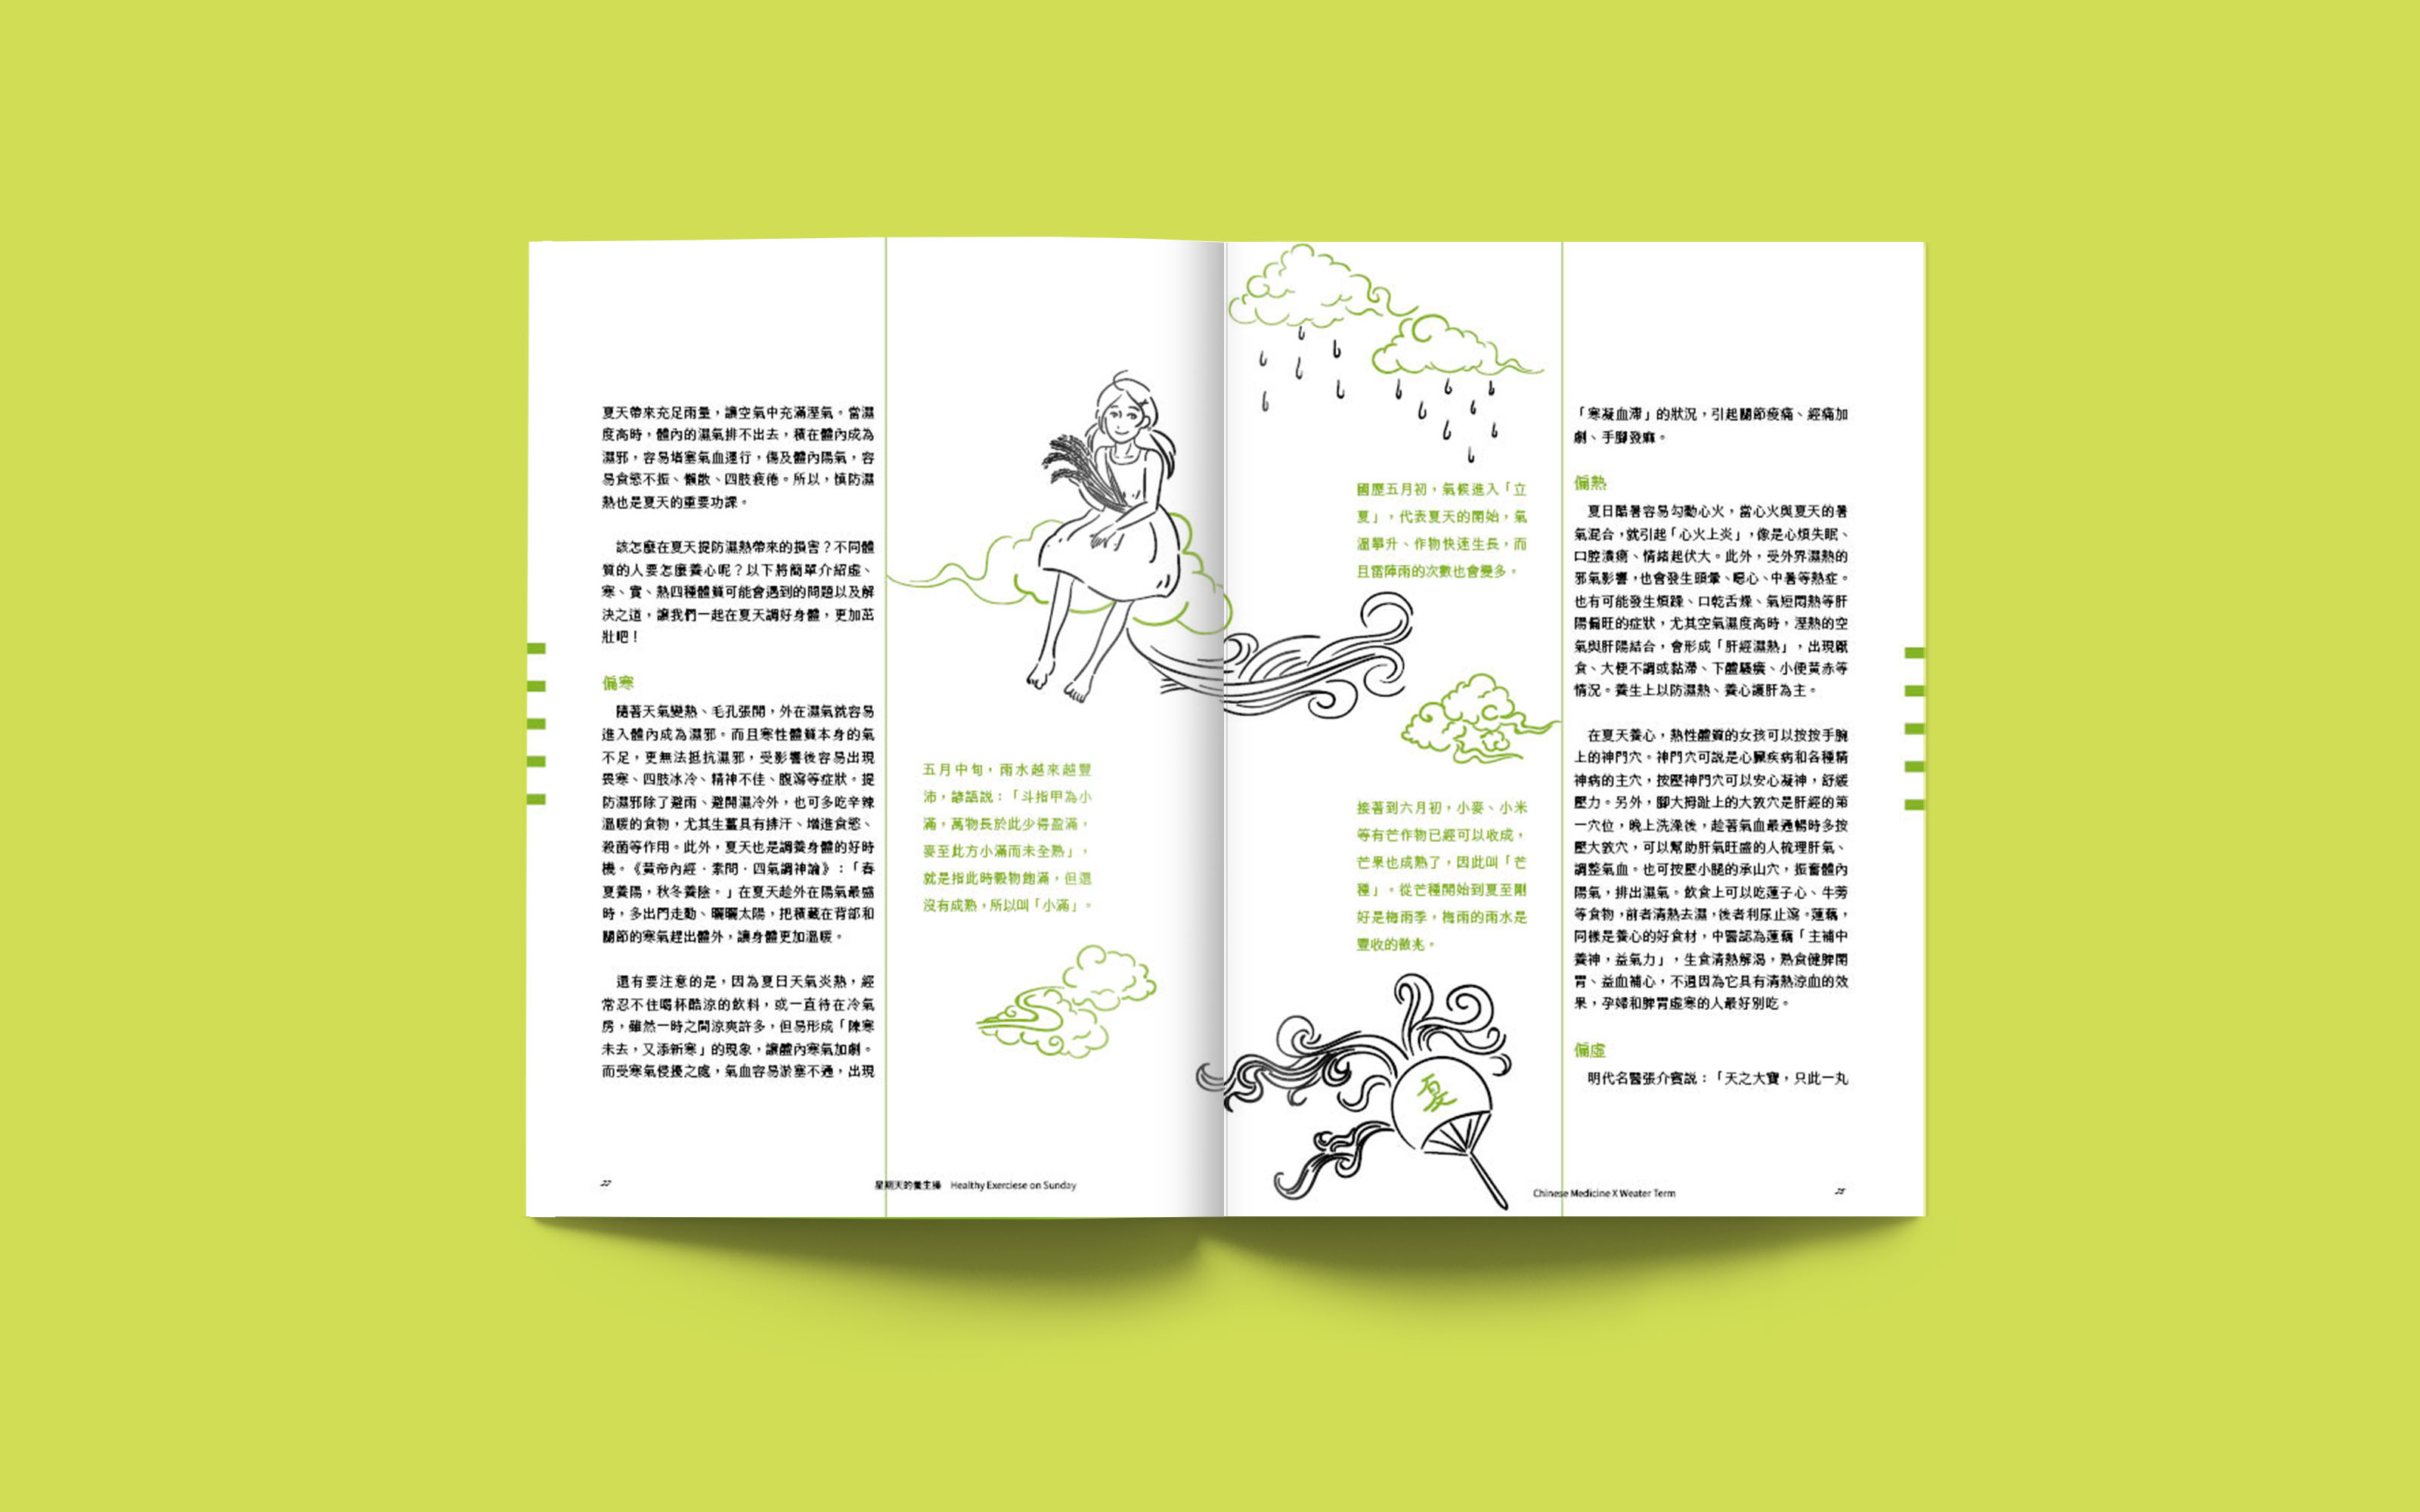 夏天帶來充足雨量，讓空氣中充滿溼氣。當濕
度高時，體內的濕氣排不出去，積在體內成為
濕邪，容易堵塞氣血運行，傷及體內陽氣，容
易食慾不振、懶散、四肢疲倦。所以，慎防濕
熱也是夏天的重要功課。
該怎麼在夏天提防濕熱帶來的損害？不同體
質的人要怎麼養心呢？以下將簡單介紹虛、
寒、實、熱四種體質可能會遇到的問題以及解
決之道，讓我們一起在夏天調好身體，更加茁
壯吧！
偏寒
隨著天氣變熱、毛孔張開，外在濕氣就容易
進入體內成為濕邪。而且寒性體質本身的氣
不足，更無法抵抗濕邪，受影響後容易出現
畏寒、四肢冰冷、精神不佳、腹瀉等症狀。提
防濕邪除了避雨、避開濕冷外，也可多吃辛辣
溫暖的食物，尤其生薑具有排汗、增進食慾、
殺菌等作用。此外，夏天也是調養身體的好時
機。《黃帝內經．素問．四氣調神論》：「春
夏養陽，秋冬養陰。」在夏天趁外在陽氣最盛
時，多出門走動、曬曬太陽，把積藏在背部和
關節的寒氣趕出體外，讓身體更加溫暖。
還有要注意的是，因為夏日天氣炎熱，經
常忍不住喝杯酷涼的飲料，或一直待在冷氣
房，雖然一時之間涼爽許多，但易形成「陳寒
未去，又添新寒」的現象，讓體內寒氣加劇。
而受寒氣侵擾之處，氣血容易淤塞不通，出現
五月中旬，雨水越來越豐
沛，諺語說：「斗指甲為小
滿，萬物長於此少得盈滿，
麥至此方小滿而未全熟」，
就是指此時穀物飽滿，但還
沒有成熟，所以叫「小滿」。
星期天的養生操 Healthy Exerciese on Sunday
國歷五月初，氣候進入「立
夏」，代表夏天的開始，氣
溫攀升、作物快速生長，而
且雷陣雨的次數也會變多。
接著到六月初，小麥、小米
等有芒作物已經可以收成，
芒果也成熟了，因此叫「芒
種」。從芒種開始到夏至剛
好是梅雨季，梅雨的雨水是
豐收的徵兆。
夏
「寒凝血滯」的狀況，引起關節痠痛、經痛加
劇、手腳發麻。
偏熱
夏日酷暑容易勾動心火，當心火與夏天的暑
氣混合，就引起「心火上炎」，像是心煩失眠、
口腔潰瘍、情緒起伏大。此外，受外界濕熱的
邪氣影響，也會發生頭暈、噁心、中暑等熱症。
也有可能發生煩躁、口乾舌燥、氣短悶熱等肝
陽偏旺的症狀，尤其空氣濕度高時，溼熱的空
氣與肝陽結合，會形成「肝經濕熱」，出現厭
食、大便不調或黏滯、下體騷癢、小便黃赤等
情況。養生上以防濕熱、養心護肝為主。
在夏天養心，熱性體質的女孩可以按按手腕
上的神門穴。神門穴可說是心臟疾病和各種精
神病的主穴，按壓神門穴可以安心凝神，舒緩
壓力。另外，腳大拇趾上的大敦穴是肝經的第
一穴位，晚上洗澡後，趁著氣血最通暢時多按
壓大敦穴，可以幫助肝氣旺盛的人梳理肝氣、
調整氣血。也可按壓小腿的承山穴，振奮體內
陽氣，排出濕氣。飲食上可以吃蓮子心、牛蒡
等食物，前者清熱去濕，後者利尿止瀉。蓮藕，
同樣是養心的好食材，中醫認為蓮藕「主補中
養神，益氣力」，生食清熱解渴，熟食健脾開
胃、益血補心，不過因為它具有清熱涼血的效
果，孕婦和脾胃虛寒的人最好別吃。
偏虛
明代名醫張介賓說：「天之大寶，只此一丸
Chinese Medicine X Weater Term